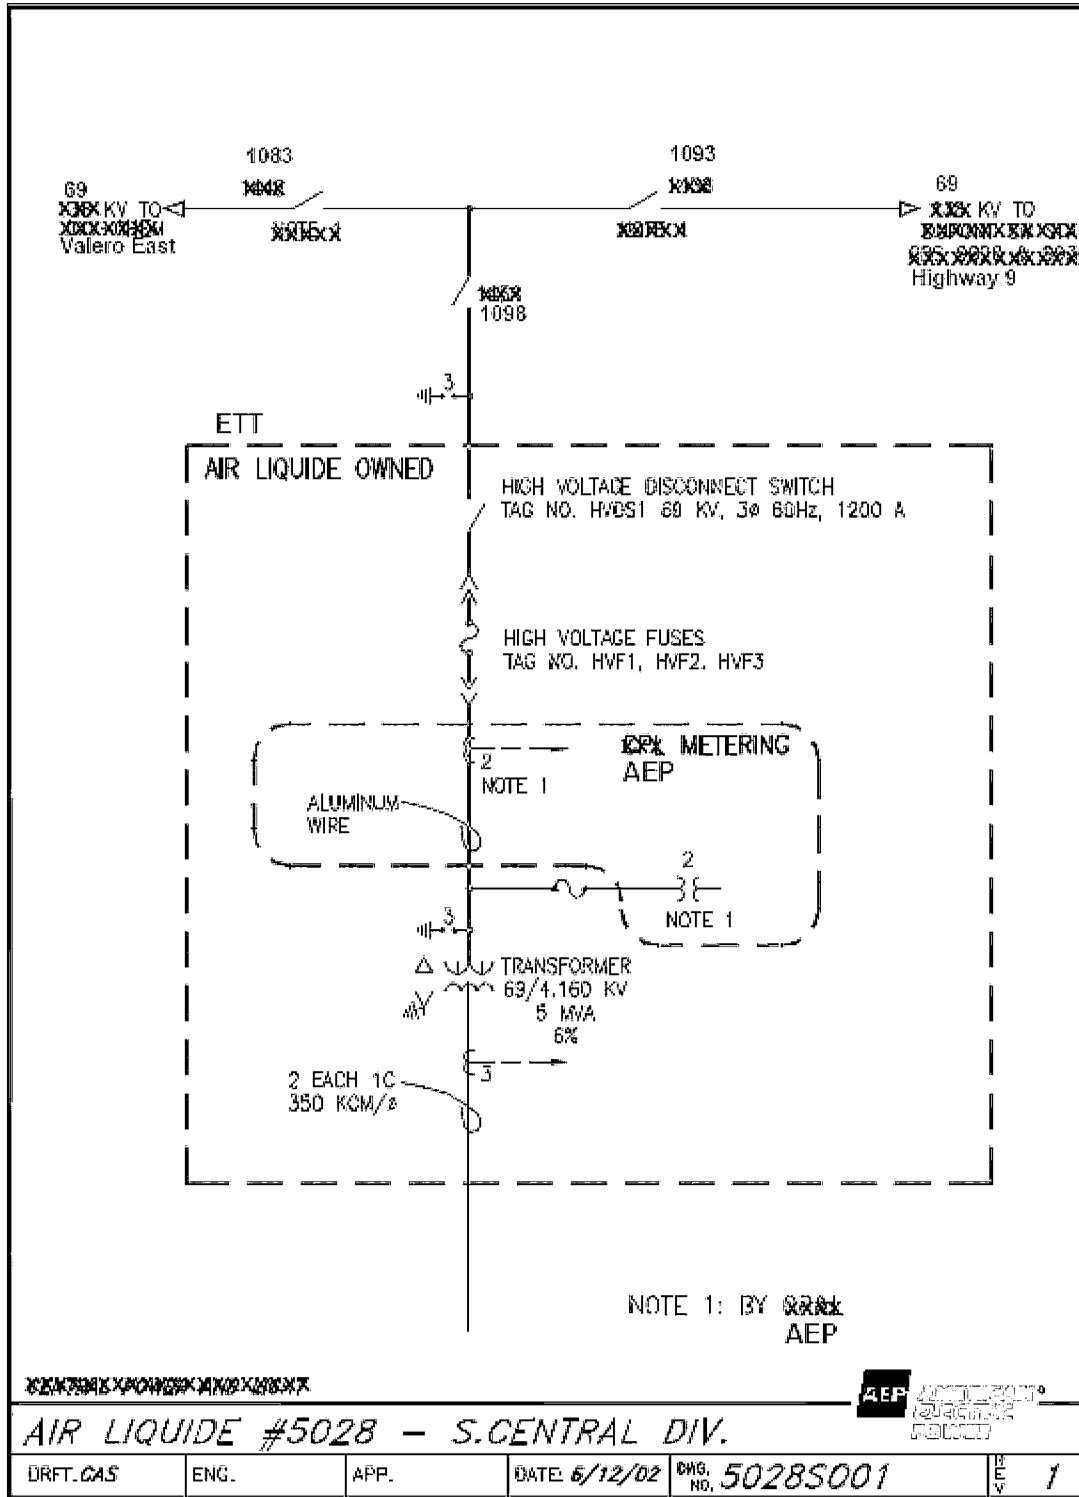 1083
1093
69
KV TO
Valero East
69
KV TO
Highway 9
1098
3
ETT
AIR LIQUIDE OWNED
HIGH VOLTAGE DISCONNECT SWITCH
TAG NO. HVDS1 69 KV, 3ø 60Hz, 1200 A
HIGH VOLTAGE FUSES
TAG NO. HVF1, HVF2. HVF3
METERING
AEP
2
NOTE 1
ALUMINUM
WIRE
2
NOTE 1
3
TRANSFORMER
69/4.160 KV
5 MVA
6%
3
2 EACH 1C
350 KCM/ø
NOTE 1: BY
AEP
AEP AMERICAN®
ELECTRIC
POWER
AIR LIQUIDE #5028 - S.CENTRAL DIV.
DRFT. CAS
ENG.
APP.
DATE: 6/12/02
DWG. NO. 5028S001
REV 1